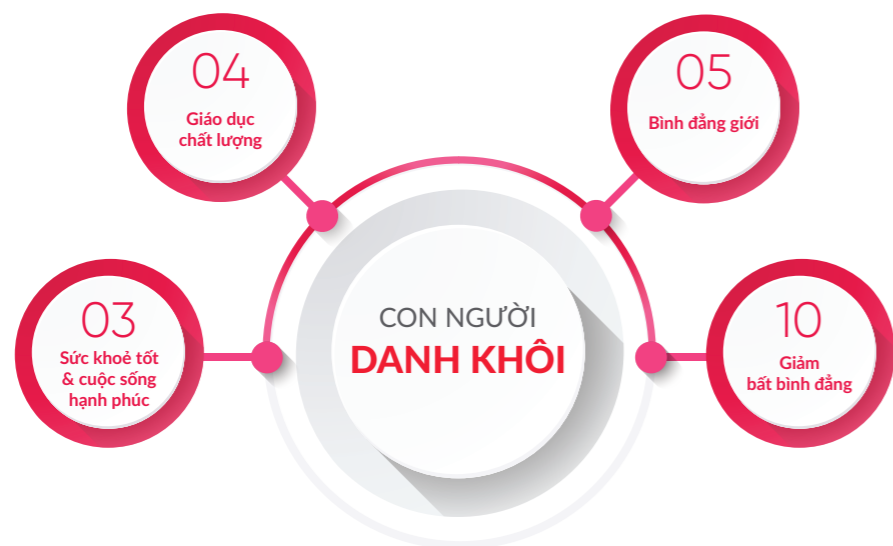 04
Giáo dục
chất lượng
05
Bình đẳng giới
03
Sức khoẻ tốt
& cuộc sống
hạnh phúc
CON NGƯỜI
DANH KHÔI
10
Giảm
bất bình đẳng